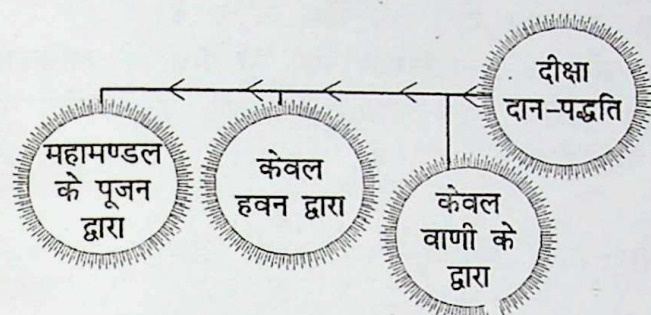 दीक्षा
दान-पद्धति
महामण्डल
के पूजन
द्वारा
केवल
हवन द्वारा
केवल
वाणी के
द्वारा